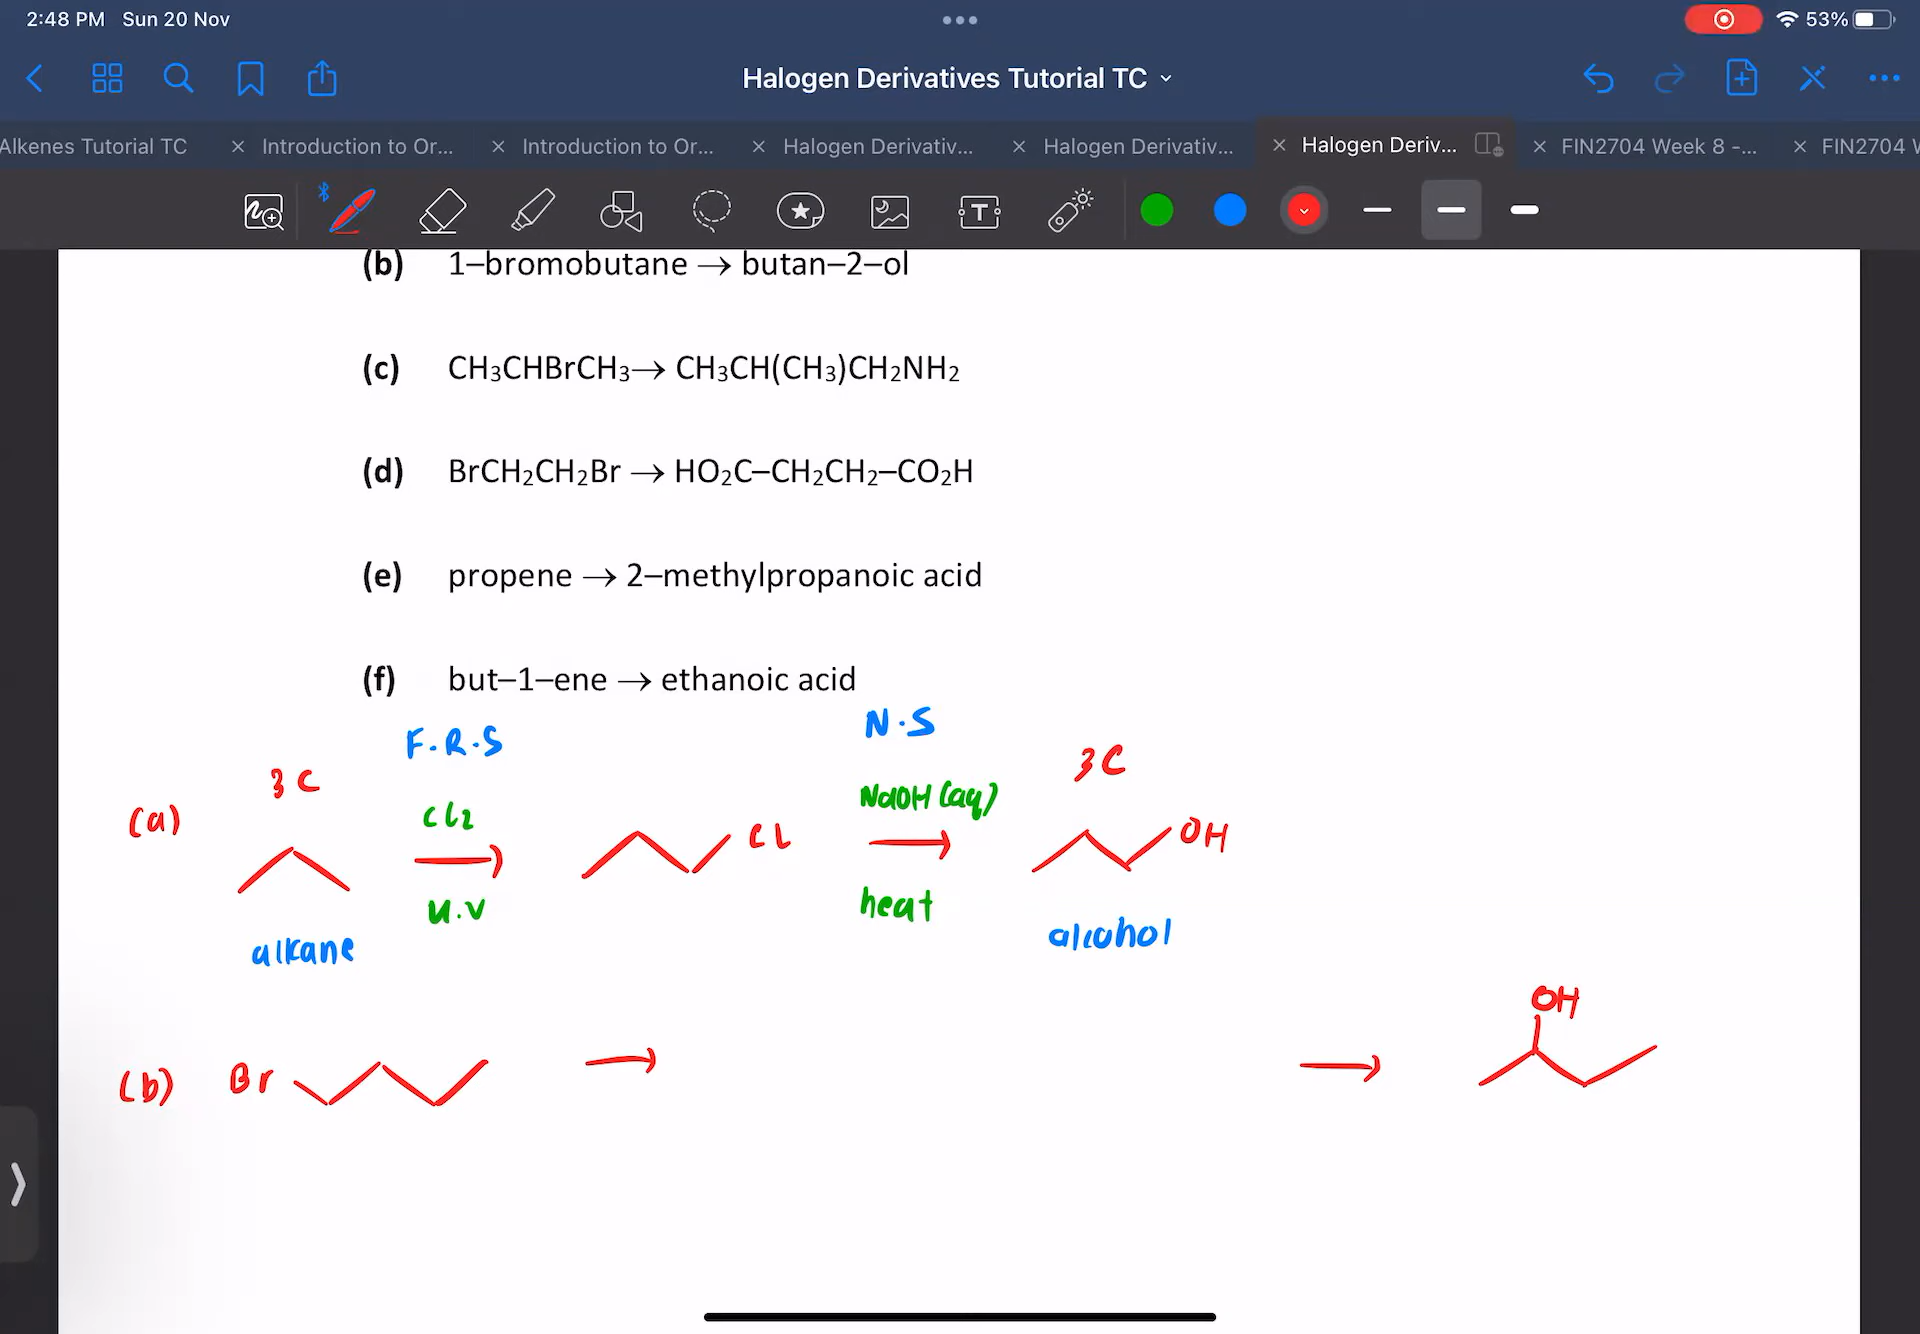 2:48 PM Sun 20 Nov
53%
Halogen Derivatives Tutorial TC
Alkenes Tutorial TC
Introduction to Or...
Introduction to Or...
Halogen Derivativ...
Halogen Derivativ...
Halogen Deriv...
FIN2704 Week 8 -...
FIN2704 W
T
(b) 1–bromobutane → butan–2–ol
(c) CH₃CHBrCH₃→ CH₃CH(CH₃)CH₂NH₂
(d) BrCH₂CH₂Br → HO₂C–CH₂CH₂–CO₂H
(e) propene → 2–methylpropanoic acid
(f) but–1–ene → ethanoic acid
F.R.S N.S
3C 3C
(a) Cl₂ → Cl NaOH (aq) → OH
u.v heat
alkane alcohol
OH
(b) Br → →